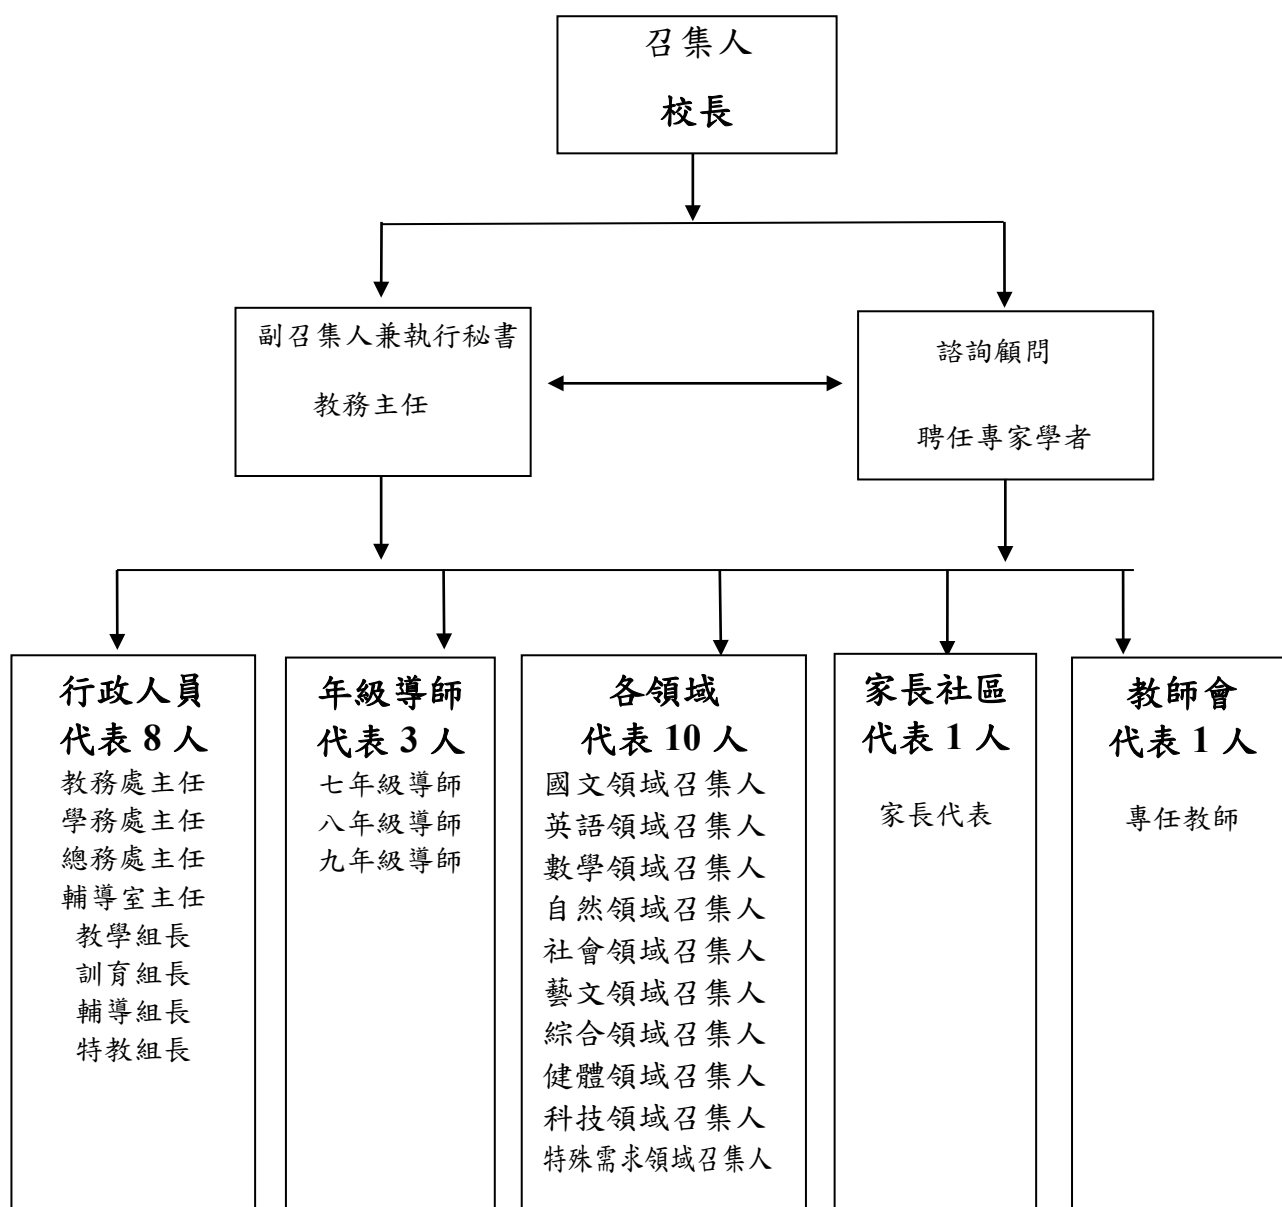 召集人
校長
副召集人兼執行秘書
教務主任
諮詢顧問
聘任專家學者
行政人員
代表 8 人
教務處主任
學務處主任
總務處主任
輔導室主任
教學組長
訓育組長
輔導組長
特教組長
年級導師
代表 3 人
七年級導師
八年級導師
九年級導師
各領域
代表 10 人
國文領域召集人
英語領域召集人
數學領域召集人
自然領域召集人
社會領域召集人
藝文領域召集人
綜合領域召集人
健體領域召集人
科技領域召集人
特殊需求領域召集人
家長社區
代表 1 人
家長代表
教師會
代表 1 人
專任教師